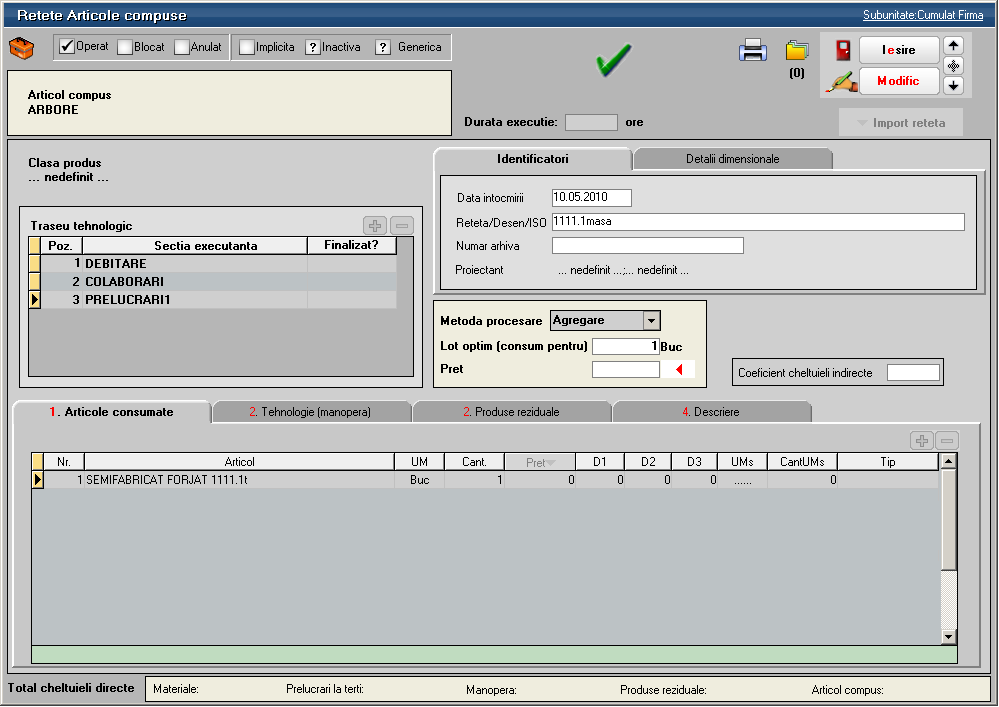 Retete Articole compuse
Subunitate:Cumulat Firma
Operat Blocat Anulat Implicita ? Inactiva ? Generica
(0)
Iesire
Modific
Import reteta
Articol compus
ARBORE
Durata executie: ore
Clasa produs
... nedefinit ...
Identificatori Detalii dimensionale
Data intocmirii 10.05.2010
Reteta/Desen/ISO 1111.1masa
Numar arhiva
Proiectant ... nedefinit ...;... nedefinit ...
Traseu tehnologic
Poz. Sectia executanta Finalizat?
1 DEBITARE
2 COLABORARI
3 PRELUCRARI1
Metoda procesare Agregare
Lot optim (consum pentru) 1 Buc
Pret
Coeficient cheltuieli indirecte
1. Articole consumate 2. Tehnologie (manopera) 2. Produse reziduale 4. Descriere
Nr. Articol UM Cant. Pret D1 D2 D3 UMs CantUMs Tip
1 SEMIFABRICAT FORJAT 1111.1t Buc 1 0 0 0 0 ...... 0
Total cheltuieli directe Materiale: Prelucrari la terti: Manopera: Produse reziduale: Articol compus: